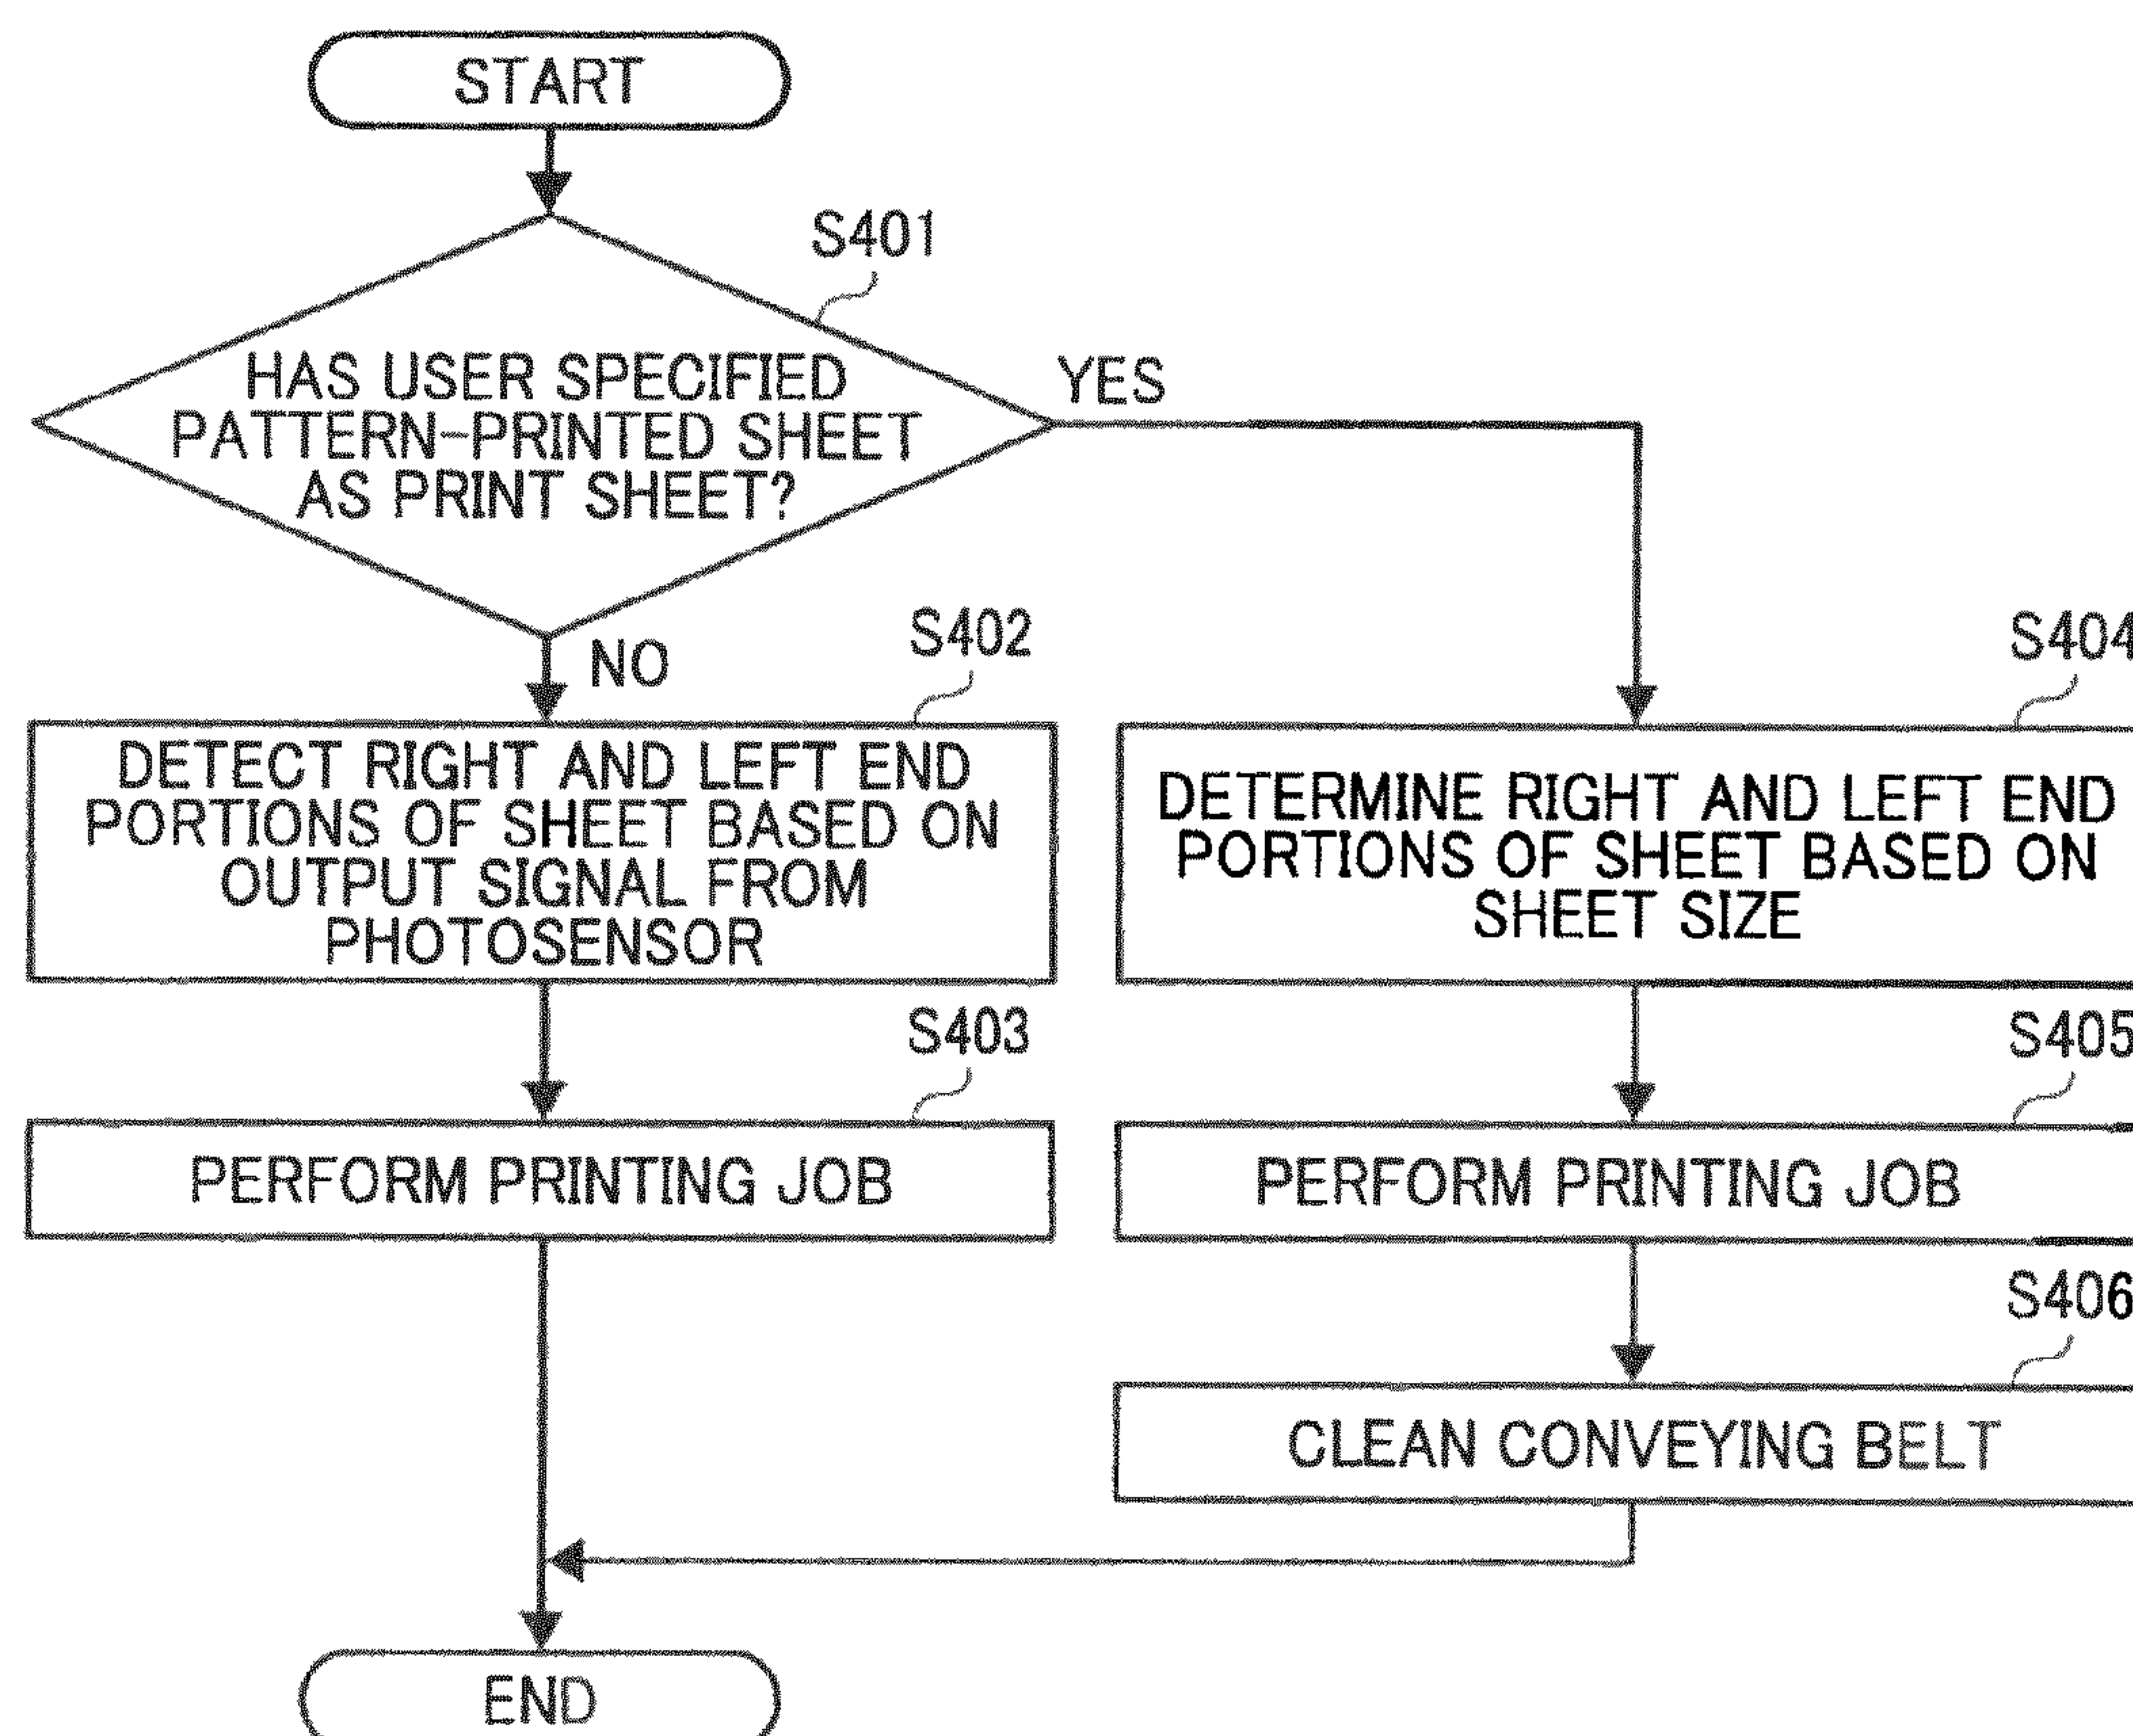 START
S401
HAS USER SPECIFIED
PATTERN-PRINTED SHEET
AS PRINT SHEET?
YES
NO
S402
DETECT RIGHT AND LEFT END
PORTIONS OF SHEET BASED ON
OUTPUT SIGNAL FROM
PHOTOSENSOR
S403
PERFORM PRINTING JOB
S404
DETERMINE RIGHT AND LEFT END
PORTIONS OF SHEET BASED ON
SHEET SIZE
S405
PERFORM PRINTING JOB
S406
CLEAN CONVEYING BELT
END